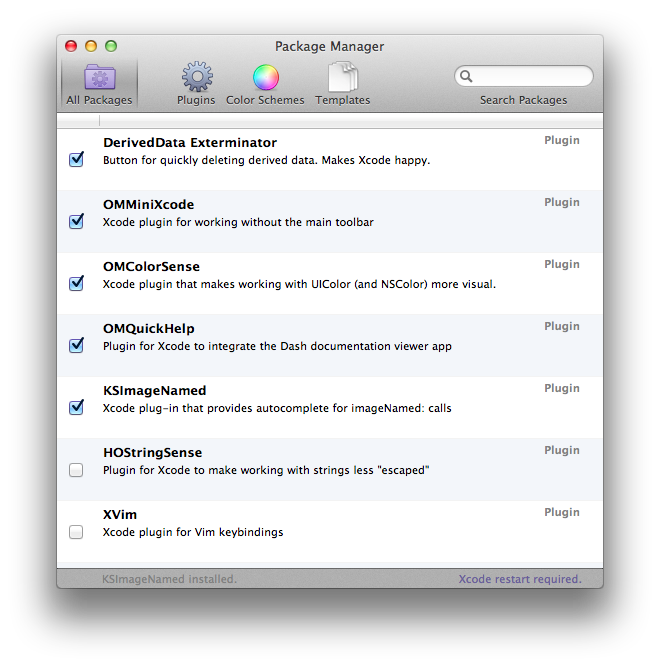 Package Manager
All Packages
Plugins
Color Schemes
Templates
Search Packages
DerivedData Exterminator
Plugin
Button for quickly deleting derived data. Makes Xcode happy.
OMMiniXcode
Plugin
Xcode plugin for working without the main toolbar
OMColorSense
Plugin
Xcode plugin that makes working with UIColor (and NSColor) more visual.
OMQuickHelp
Plugin
Plugin for Xcode to integrate the Dash documentation viewer app
KSImageNamed
Plugin
Xcode plug-in that provides autocomplete for imageNamed: calls
HOStringSense
Plugin
Plugin for Xcode to make working with strings less "escaped"
XVim
Plugin
Xcode plugin for Vim keybindings
KSImageNamed installed.
Xcode restart required.